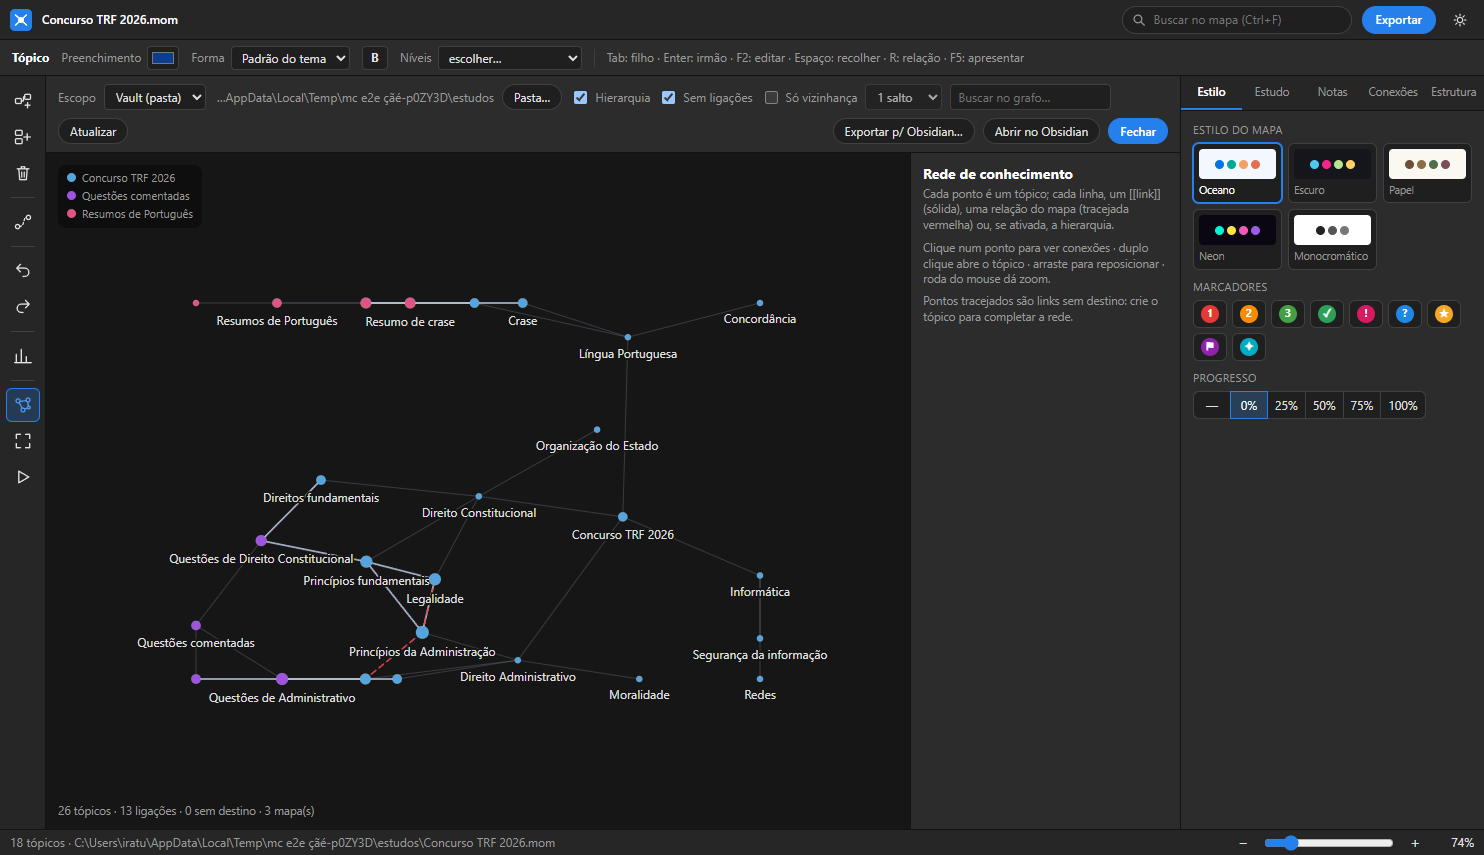 Concurso TRF 2026.mom
Buscar no mapa (Ctrl+F)
Exportar
Tópico
Preenchimento
Forma
Padrão do tema
B
Níveis
escolher...
Tab: filho · Enter: irmão · F2: editar · Espaço: recolher · R: relação · F5: apresentar
Escopo
Vault (pasta)
...AppData\Local\Temp\mc e2e çãé-p0ZY3D\estudos
Pasta...
Hierarquia
Sem ligações
Só vizinhança
1 salto
Buscar no grafo...
Atualizar
Exportar p/ Obsidian...
Abrir no Obsidian
Fechar
Concurso TRF 2026
Questões comentadas
Resumos de Português
Resumos de Português
Resumo de crase
Crase
Concordância
Língua Portuguesa
Organização do Estado
Direitos fundamentais
Direito Constitucional
Concurso TRF 2026
Questões de Direito Constitucional
Princípios fundamentais
Legalidade
Informática
Questões comentadas
Princípios da Administração
Segurança da informação
Direito Administrativo
Questões de Administrativo
Moralidade
Redes
26 tópicos · 13 ligações · 0 sem destino · 3 mapa(s)
Rede de conhecimento
Cada ponto é um tópico; cada linha, um [[link]]
(sólida), uma relação do mapa (tracejada
vermelha) ou, se ativada, a hierarquia.
Clique num ponto para ver conexões · duplo
clique abre o tópico · arraste para reposicionar ·
roda do mouse dá zoom.
Pontos tracejados são links sem destino: crie o
tópico para completar a rede.
Estilo
Estudo
Notas
Conexões
Estrutura
ESTILO DO MAPA
Oceano
Escuro
Papel
Neon
Monocromático
MARCADORES
1
2
3
✓
!
?
PROGRESSO
—
0%
25%
50%
75%
100%
18 tópicos · C:\Users\iratu\AppData\Local\Temp\mc e2e çãé-p0ZY3D\estudos\Concurso TRF 2026.mom
−
+
74%